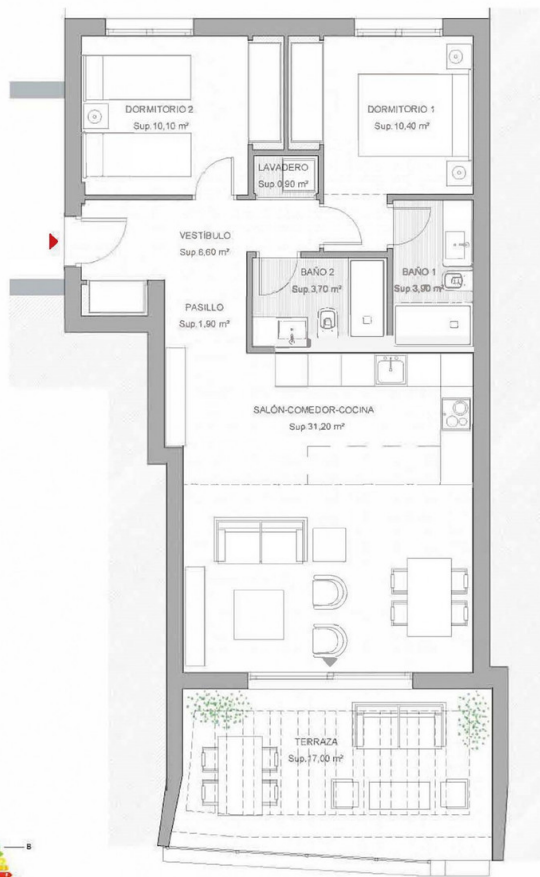 DORMITORIO 2
Sup.10,10 m²
DORMITORIO 1
Sup.10,40 m²
LAVADERO
Sup.0,90 m²
VESTÍBULO
Sup.6,60 m²
BAÑO 2
Sup.3,70 m²
BAÑO 1
Sup.3,90 m²
PASILLO
Sup.1,90 m²
SALÓN-COMEDOR-COCINA
Sup.31,20 m²
TERRAZA
Sup.17,00 m²
B